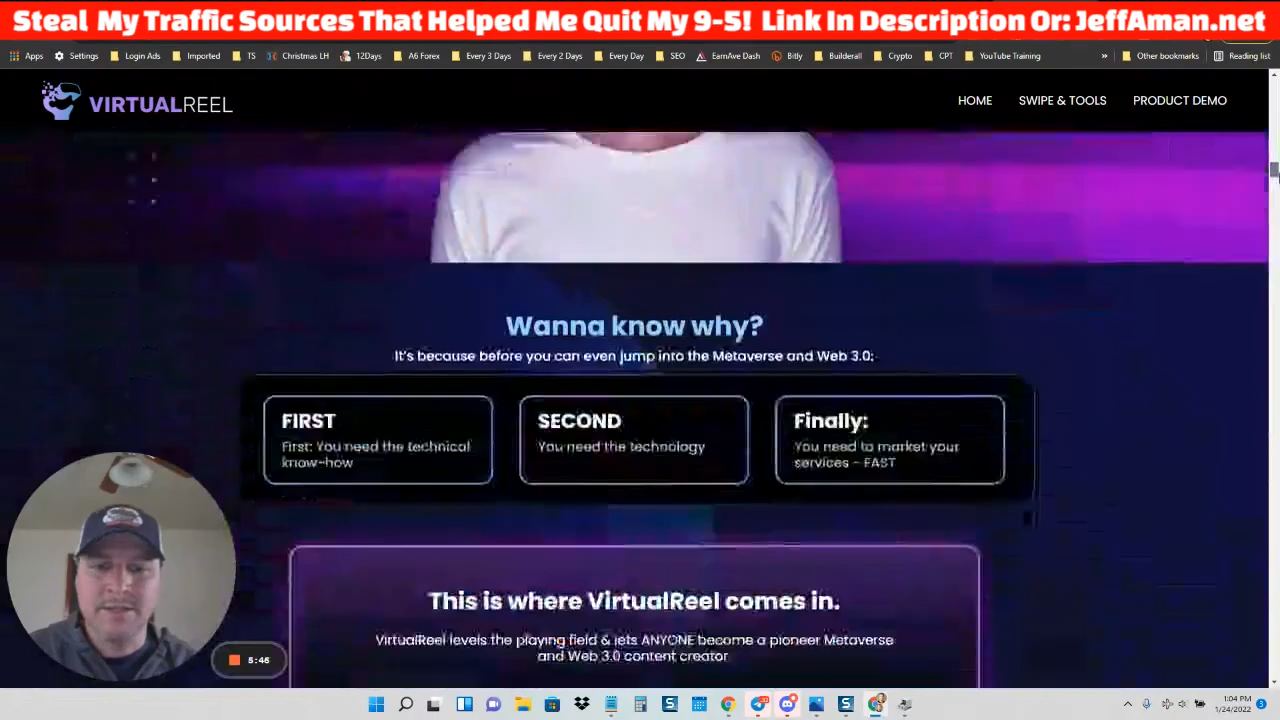 Steal My Traffic Sources That Helped Me Quit My 9-5! Link In Description Or: JeffAman.net
Apps Settings Login Ads Imported TS Christmas LH 12Days A6 Forex Every 3 Days Every 2 Days Every Day SEO EarnAve Dash Bitly Builderall Crypto CPT YouTube Training » Other bookmarks Reading list
VIRTUALREEL HOME SWIPE & TOOLS PRODUCT DEMO
Wanna know why?
It's because before you can even jump into the Metaverse and Web 3.0:
FIRST
First: You need the technical
know-how
SECOND
You need the technology
Finally:
You need to market your
services - FAST
This is where VirtualReel comes in.
VirtualReel levels the playing field & lets ANYONE become a pioneer Metaverse
and Web 3.0 content creator
5:46
1:04 PM
1/24/2022